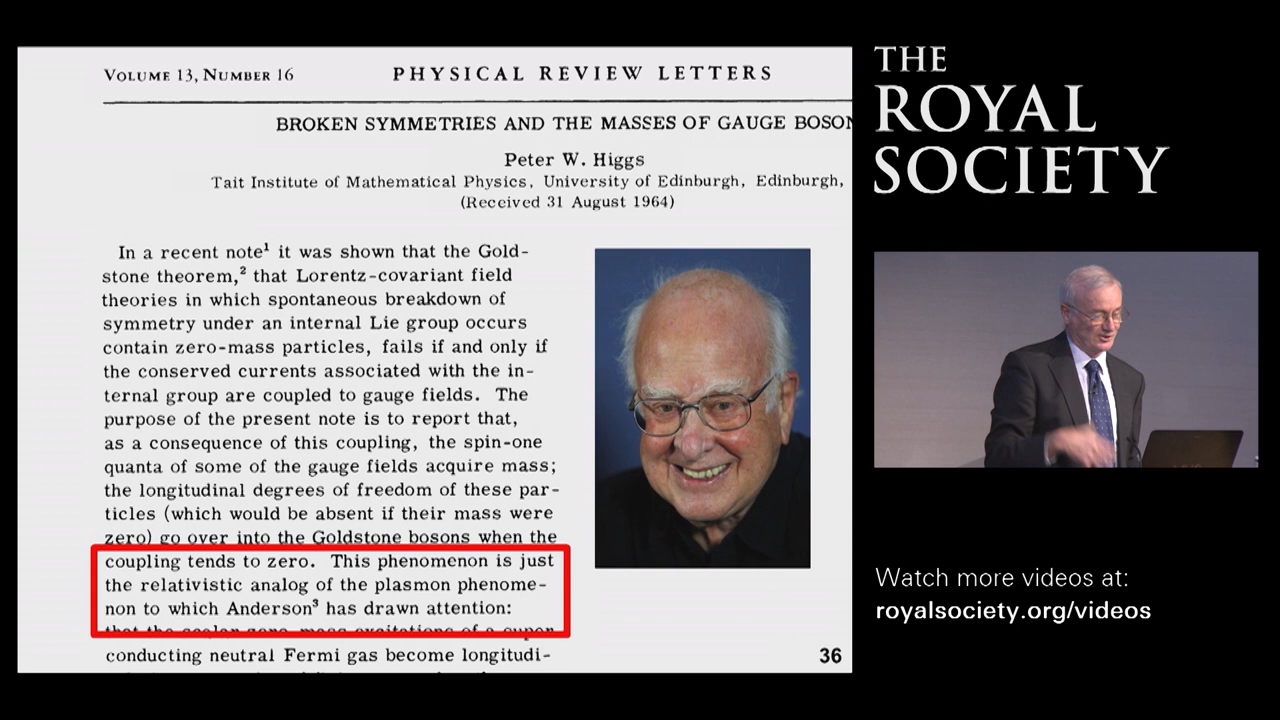 VOLUME 13, NUMBER 16
PHYSICAL REVIEW LETTERS
BROKEN SYMMETRIES AND THE MASSES OF GAUGE BOSON
Peter W. Higgs
Tait Institute of Mathematical Physics, University of Edinburgh, Edinburgh,
(Received 31 August 1964)
In a recent note¹ it was shown that the Gold-
stone theorem,² that Lorentz-covariant field
theories in which spontaneous breakdown of
symmetry under an internal Lie group occurs
contain zero-mass particles, fails if and only if
the conserved currents associated with the in-
ternal group are coupled to gauge fields. The
purpose of the present note is to report that,
as a consequence of this coupling, the spin-one
quanta of some of the gauge fields acquire mass;
the longitudinal degrees of freedom of these par-
ticles (which would be absent if their mass were
zero) go over into the Goldstone bosons when the
coupling tends to zero. This phenomenon is just
the relativistic analog of the plasmon phenome-
non to which Anderson³ has drawn attention:
that the scalar zero-mass excitations of a super-
conducting neutral Fermi gas become longitudi-
36
THE
ROYAL
SOCIETY
Watch more videos at:
royalsociety.org/videos